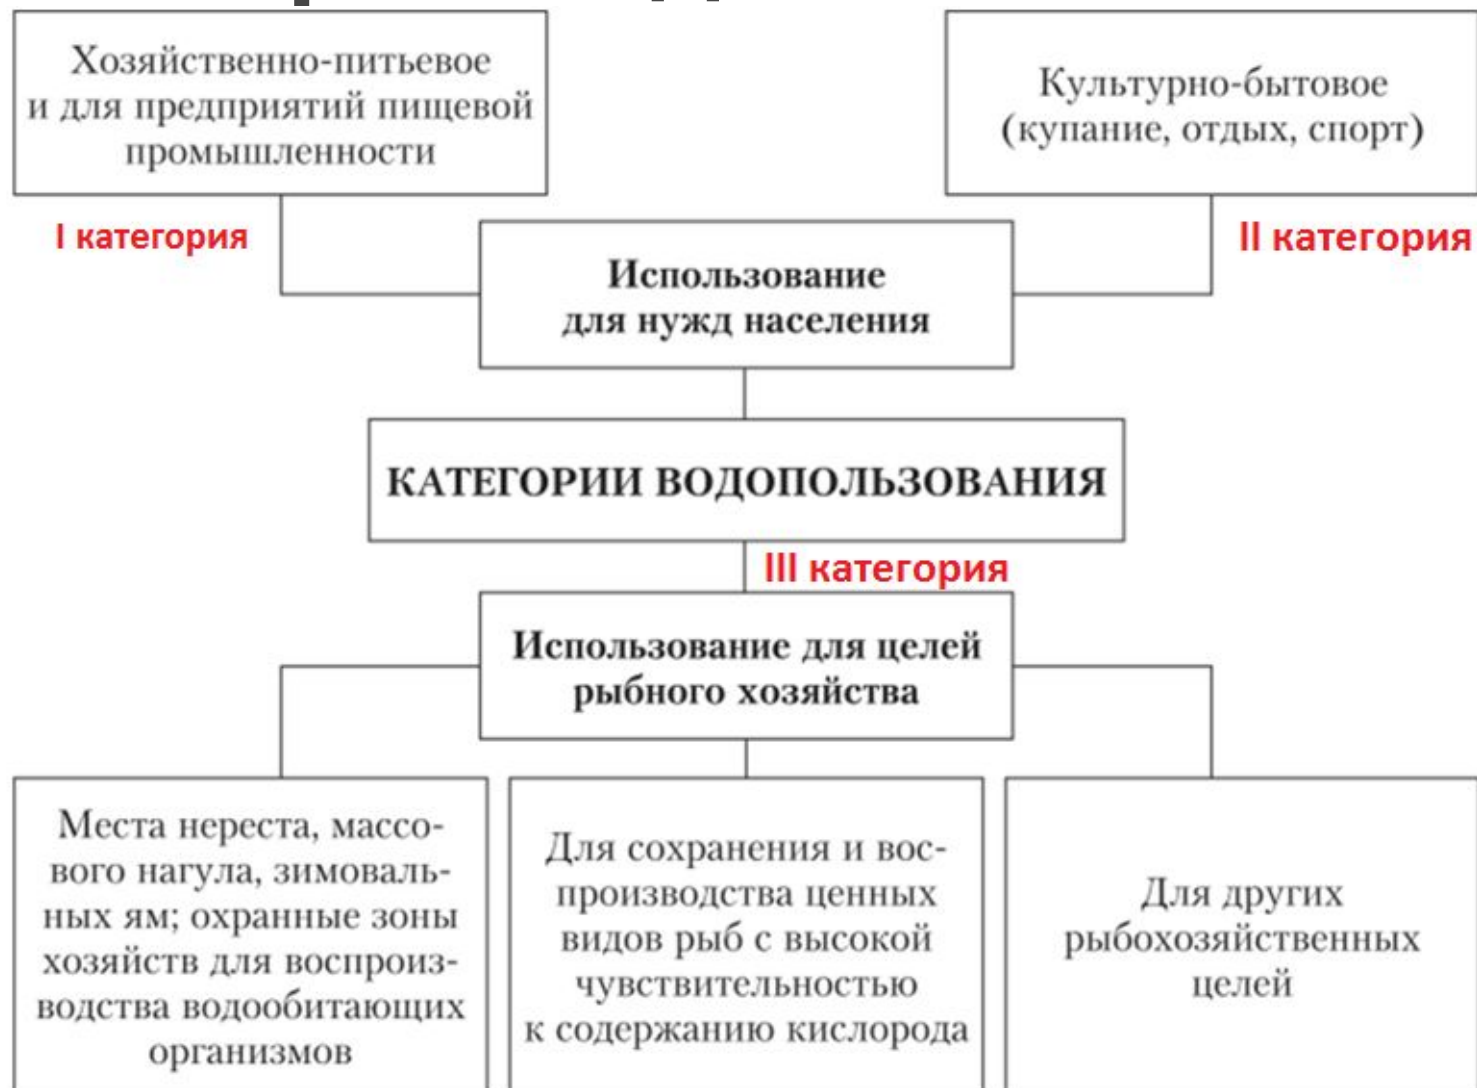 Хозяйственно-питьевое
и для предприятий пищевой
промышленности
Культурно-бытовое
(купание, отдых, спорт)
I категория
II категория
Использование
для нужд населения
КАТЕГОРИИ ВОДОПОЛЬЗОВАНИЯ
III категория
Использование для целей
рыбного хозяйства
Места нереста, массо-
вого нагула, зимоваль-
ных ям; охранные зоны
хозяйств для воспроиз-
водства водообитающих
организмов
Для сохранения и вос-
производства ценных
видов рыб с высокой
чувствительностью
к содержанию кислорода
Для других
рыбохозяйственных
целей